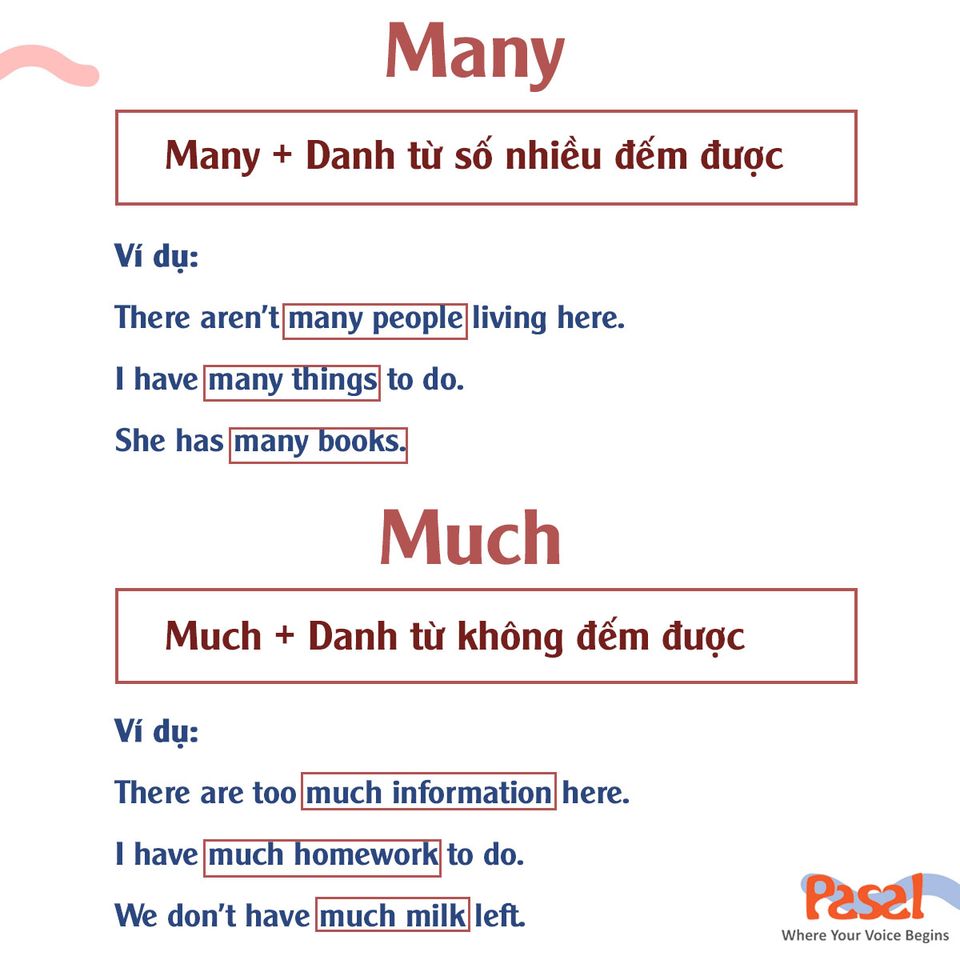 Many
Many + Danh từ số nhiều đếm được
Ví dụ:
There aren't many people living here.
I have many things to do.
She has many books.
Much
Much + Danh từ không đếm được
Ví dụ:
There are too much information here.
I have much homework to do.
We don't have much milk left.
Pasal
Where Your Voice Begins